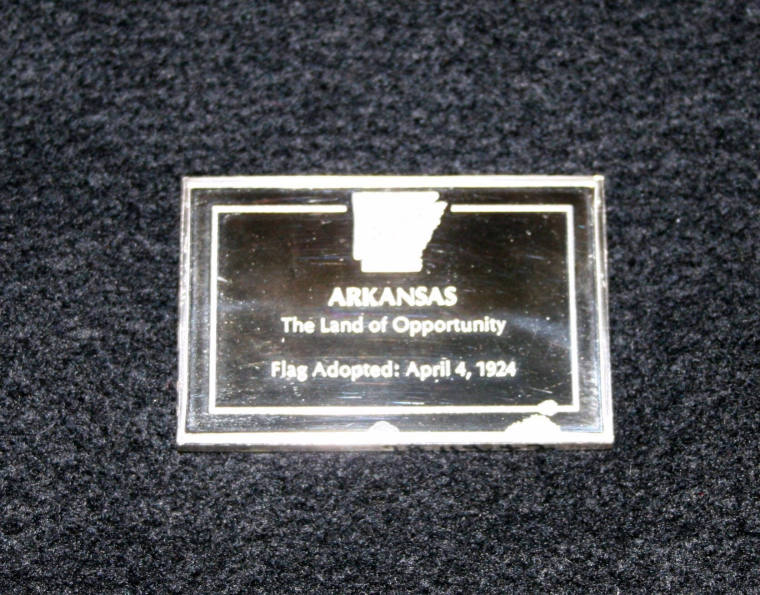 ARKANSAS
The Land of Opportunity
Flag Adopted: April 4, 1924